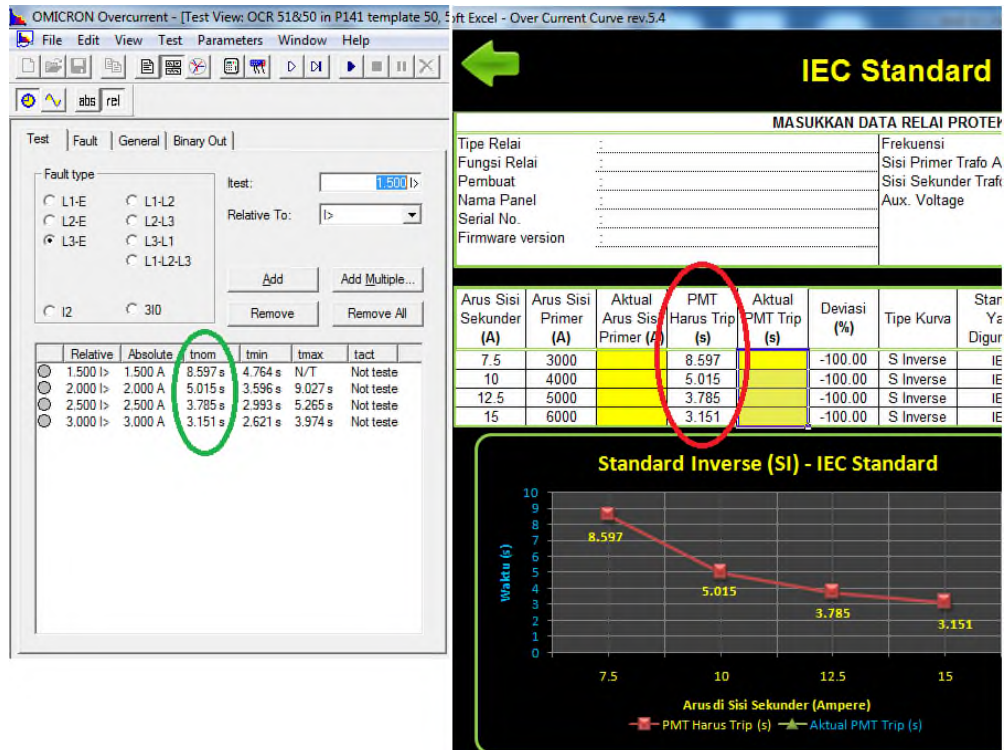 OMICRON Overcurrent - [Test View: OCR 51&50 in P141 template 50, 5
File Edit View Test Parameters Window Help
abs rel
Test Fault General Binary Out
Fault type
L1-E L1-L2
L2-E L2-L3
L3-E L3-L1
L1-L2-L3
I2 3I0
Itest: 1.500 I>
Relative To: I>
Add Add Multiple...
Remove Remove All
Relative Absolute tnom tmin tmax tact
1.500 I> 1.500 A 8.597 s 4.764 s N/T Not teste
2.000 I> 2.000 A 5.015 s 3.596 s 9.027 s Not teste
2.500 I> 2.500 A 3.785 s 2.993 s 5.265 s Not teste
3.000 I> 3.000 A 3.151 s 2.621 s 3.974 s Not teste
oft Excel - Over Current Curve rev.5.4
IEC Standard
MASUKKAN DATA RELAI PROTEK
Tipe Relai :
Fungsi Relai :
Pembuat :
Nama Panel :
Serial No. :
Firmware version :
Frekuensi
Sisi Primer Trafo A
Sisi Sekunder Trafo
Aux. Voltage
Arus Sisi Arus Sisi Aktual PMT Aktual Deviasi Tipe Kurva Stan
Sekunder Primer Arus Sisi Harus Trip PMT Trip (%) Ya
(A) (A) Primer (A) (s) (s) Digur
7.5 3000 8.597 -100.00 S Inverse IE
10 4000 5.015 -100.00 S Inverse IE
12.5 5000 3.785 -100.00 S Inverse IE
15 6000 3.151 -100.00 S Inverse IE
Standard Inverse (SI) - IEC Standard
Waktu (s)
10
9
8
7
6
5
4
3
2
1
0
8.597
5.015
3.785
3.151
7.5 10 12.5 15
Arus di Sisi Sekunder (Ampere)
PMT Harus Trip (s) Aktual PMT Trip (s)